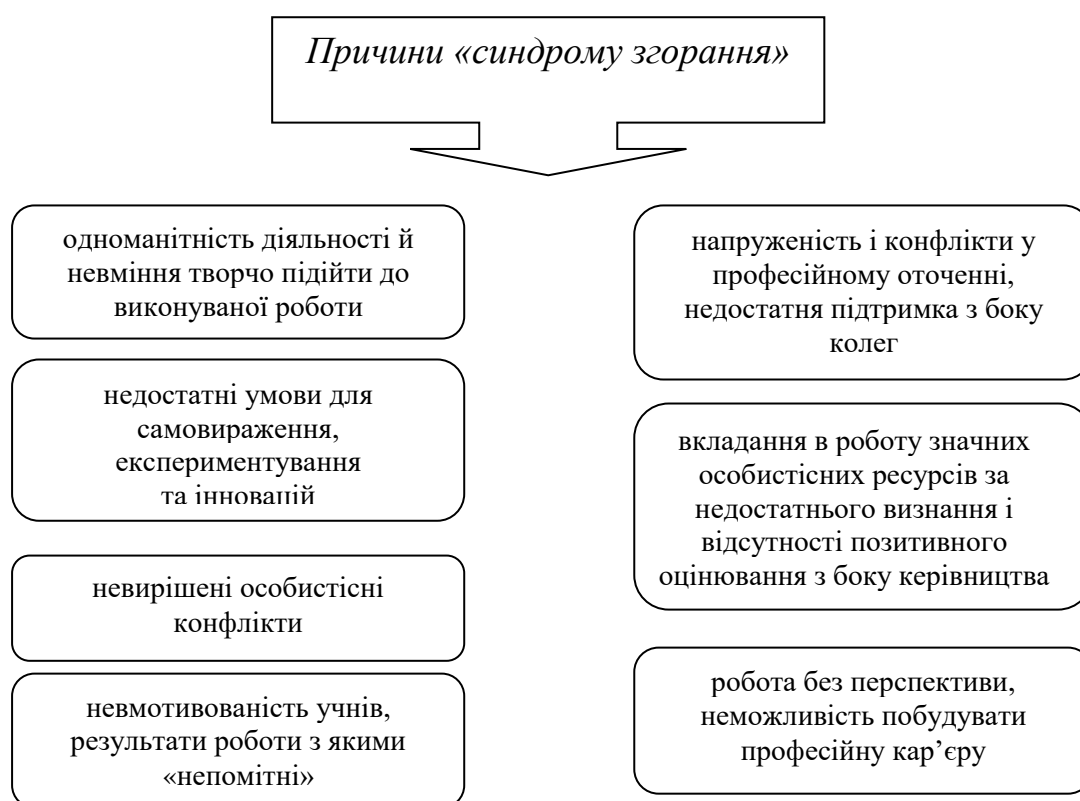 Причини «синдрому згорання»
одноманітність діяльності й
невміння творчо підійти до
виконуваної роботи
недостатні умови для
самовираження,
експериментування
та інновацій
невирішені особистісні
конфлікти
невмотивованість учнів,
результати роботи з якими
«непомітні»
напруженість і конфлікти у
професійному оточенні,
недостатня підтримка з боку
колег
вкладання в роботу значних
особистісних ресурсів за
недостатнього визнання і
відсутності позитивного
оцінювання з боку керівництва
робота без перспективи,
неможливість побудувати
професійну кар’єру